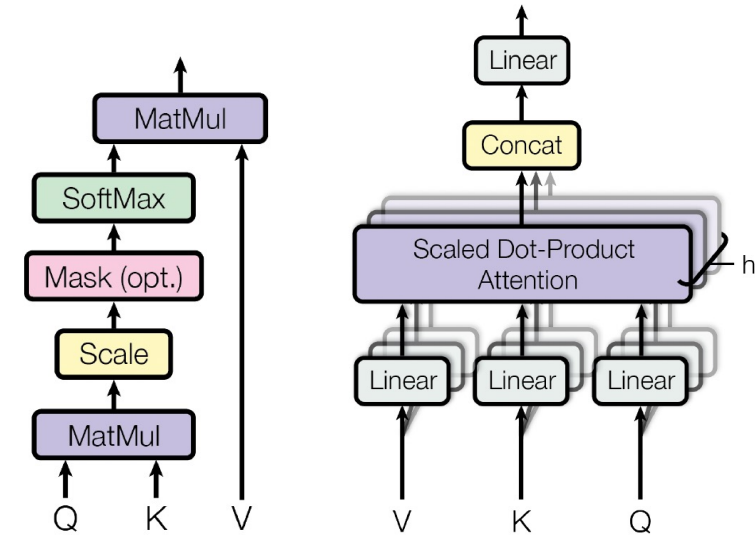 MatMul
SoftMax
Mask (opt.)
Scale
MatMul
Q K V
Linear
Concat
Scaled Dot-Product
Attention
h
Linear Linear Linear
V K Q